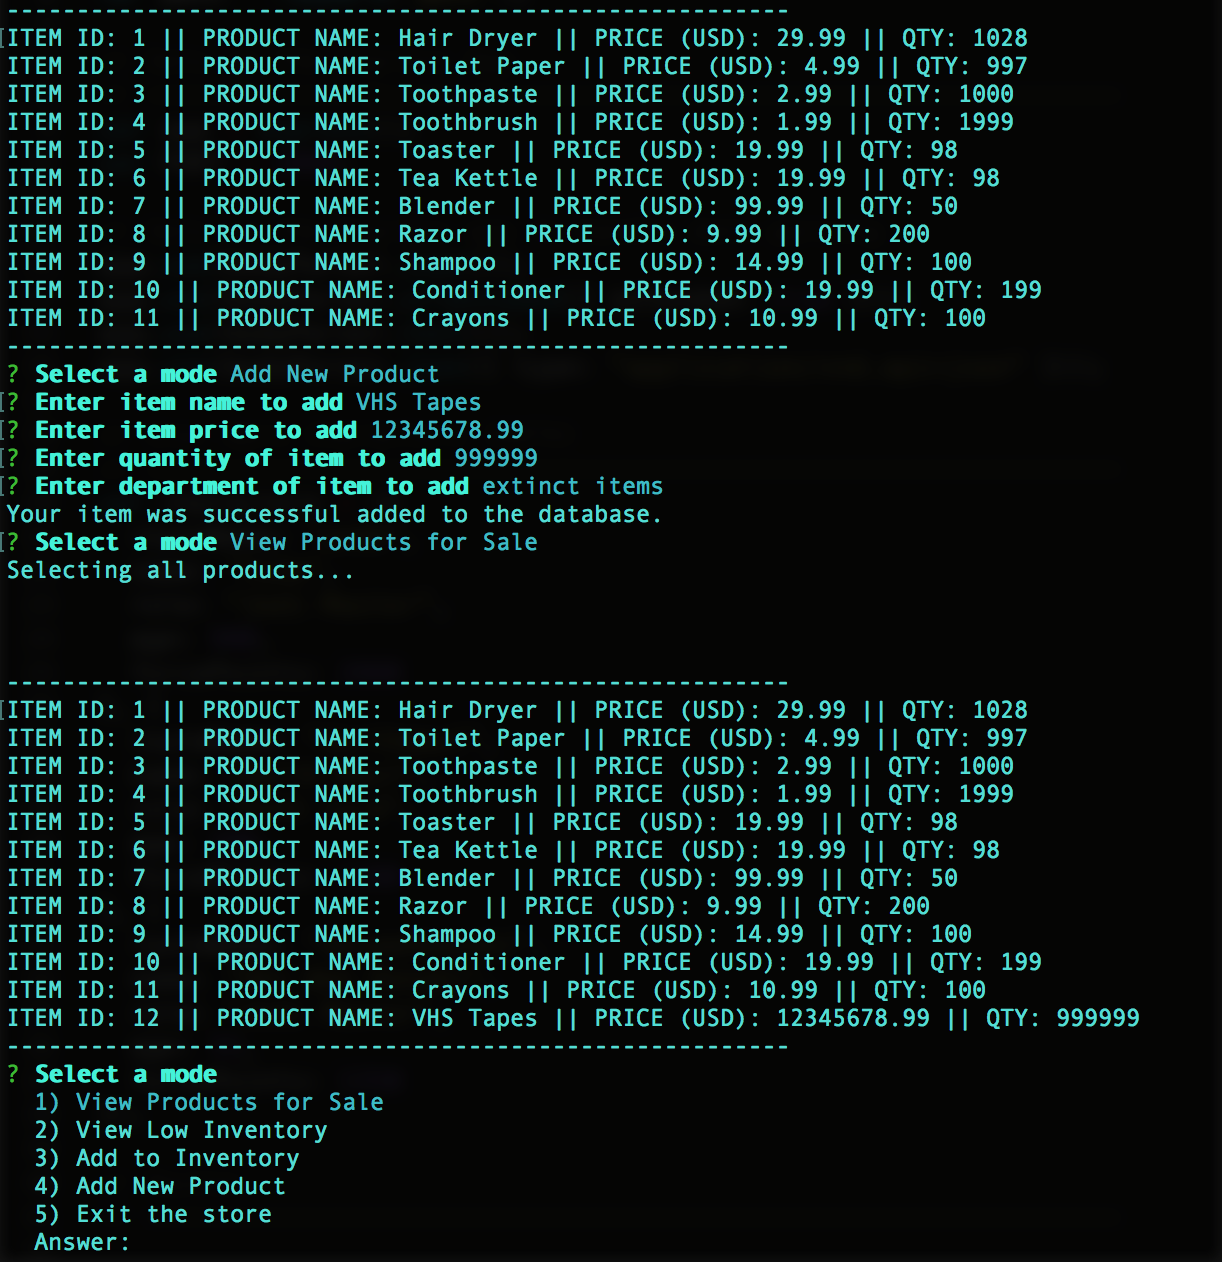 --------------------------------------------------------
ITEM ID: 1 || PRODUCT NAME: Hair Dryer || PRICE (USD): 29.99 || QTY: 1028
ITEM ID: 2 || PRODUCT NAME: Toilet Paper || PRICE (USD): 4.99 || QTY: 997
ITEM ID: 3 || PRODUCT NAME: Toothpaste || PRICE (USD): 2.99 || QTY: 1000
ITEM ID: 4 || PRODUCT NAME: Toothbrush || PRICE (USD): 1.99 || QTY: 1999
ITEM ID: 5 || PRODUCT NAME: Toaster || PRICE (USD): 19.99 || QTY: 98
ITEM ID: 6 || PRODUCT NAME: Tea Kettle || PRICE (USD): 19.99 || QTY: 98
ITEM ID: 7 || PRODUCT NAME: Blender || PRICE (USD): 99.99 || QTY: 50
ITEM ID: 8 || PRODUCT NAME: Razor || PRICE (USD): 9.99 || QTY: 200
ITEM ID: 9 || PRODUCT NAME: Shampoo || PRICE (USD): 14.99 || QTY: 100
ITEM ID: 10 || PRODUCT NAME: Conditioner || PRICE (USD): 19.99 || QTY: 199
ITEM ID: 11 || PRODUCT NAME: Crayons || PRICE (USD): 10.99 || QTY: 100
--------------------------------------------------------
? Select a mode Add New Product
? Enter item name to add VHS Tapes
? Enter item price to add 12345678.99
? Enter quantity of item to add 999999
? Enter department of item to add extinct items
Your item was successful added to the database.
? Select a mode View Products for Sale
Selecting all products...
--------------------------------------------------------
ITEM ID: 1 || PRODUCT NAME: Hair Dryer || PRICE (USD): 29.99 || QTY: 1028
ITEM ID: 2 || PRODUCT NAME: Toilet Paper || PRICE (USD): 4.99 || QTY: 997
ITEM ID: 3 || PRODUCT NAME: Toothpaste || PRICE (USD): 2.99 || QTY: 1000
ITEM ID: 4 || PRODUCT NAME: Toothbrush || PRICE (USD): 1.99 || QTY: 1999
ITEM ID: 5 || PRODUCT NAME: Toaster || PRICE (USD): 19.99 || QTY: 98
ITEM ID: 6 || PRODUCT NAME: Tea Kettle || PRICE (USD): 19.99 || QTY: 98
ITEM ID: 7 || PRODUCT NAME: Blender || PRICE (USD): 99.99 || QTY: 50
ITEM ID: 8 || PRODUCT NAME: Razor || PRICE (USD): 9.99 || QTY: 200
ITEM ID: 9 || PRODUCT NAME: Shampoo || PRICE (USD): 14.99 || QTY: 100
ITEM ID: 10 || PRODUCT NAME: Conditioner || PRICE (USD): 19.99 || QTY: 199
ITEM ID: 11 || PRODUCT NAME: Crayons || PRICE (USD): 10.99 || QTY: 100
ITEM ID: 12 || PRODUCT NAME: VHS Tapes || PRICE (USD): 12345678.99 || QTY: 999999
--------------------------------------------------------
? Select a mode
1) View Products for Sale
2) View Low Inventory
3) Add to Inventory
4) Add New Product
5) Exit the store
Answer: